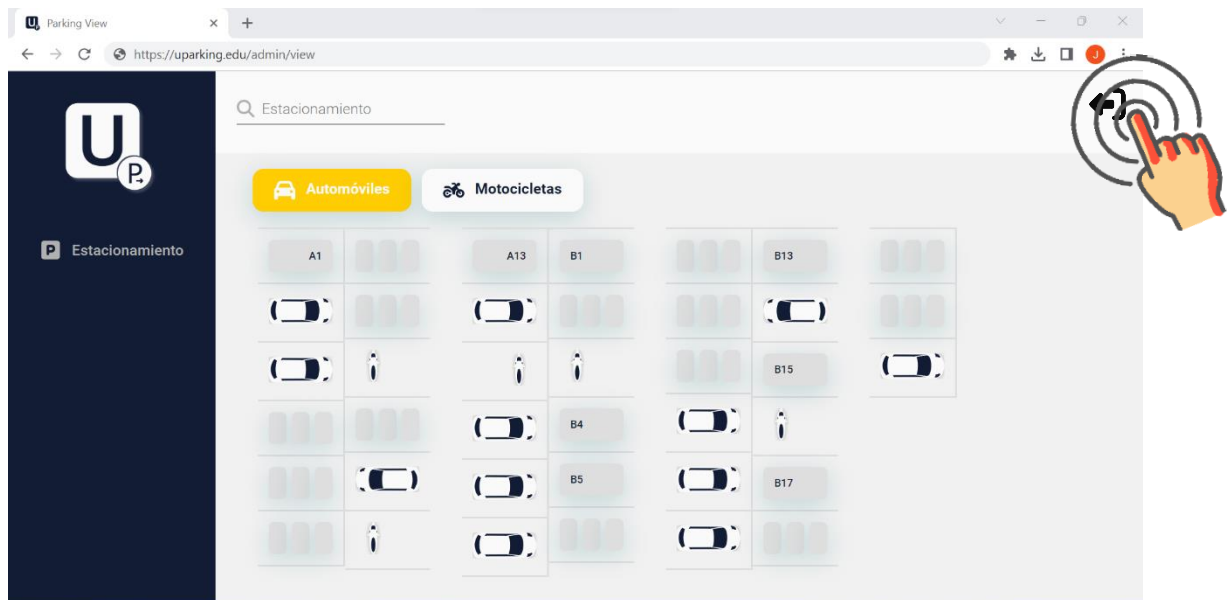 Parking View
https://uparking.edu/admin/view
J
U
P
Estacionamiento
Automóviles
Motocicletas
P Estacionamiento
A1
A13
B1
B13
B15
B4
B5
B17